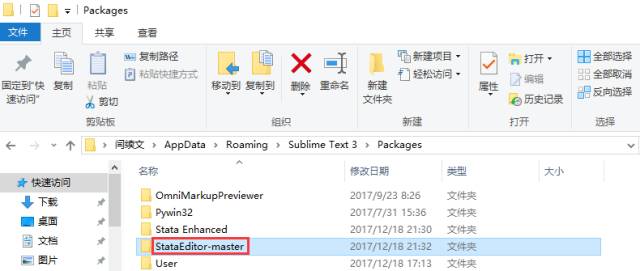 Packages
文件 主页 共享 查看
固定到"快速访问"
复制
粘贴
复制路径
粘贴快捷方式
剪切
剪贴板
移动到
复制到
删除
重命名
组织
新建文件夹
新建项目
轻松访问
新建
属性
打开
编辑
历史记录
打开
全部选择
全部取消
反向选择
选择
闾续文 > AppData > Roaming > Sublime Text 3 > Packages
名称 修改日期 类型 大小
快速访问
下载
桌面
文档
图片
OmniMarkupPreviewer 2017/9/23 8:26 文件夹
Pywin32 2017/7/31 15:36 文件夹
Stata Enhanced 2017/12/18 21:30 文件夹
StataEditor-master 2017/12/18 21:32 文件夹
User 2017/12/18 17:13 文件夹